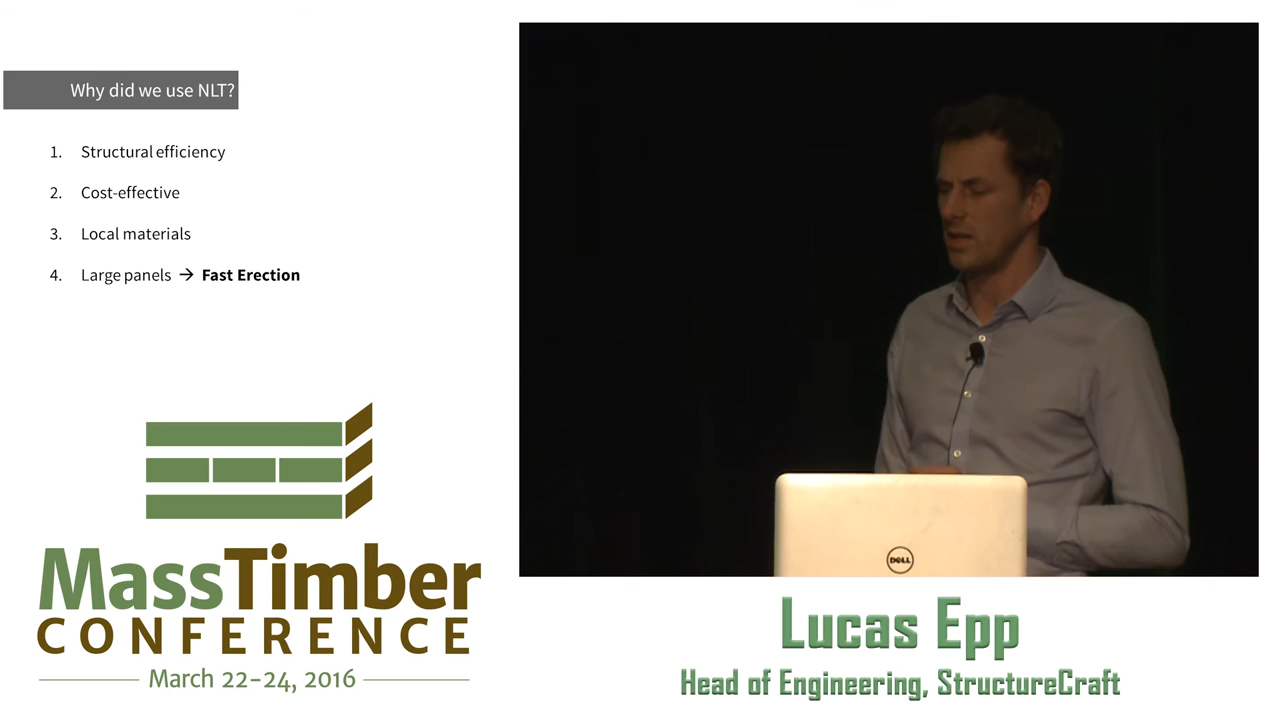 Why did we use NLT?
1. Structural efficiency
2. Cost-effective
3. Local materials
4. Large panels → Fast Erection
MassTimber
CONFERENCE
March 22-24, 2016
DELL
Lucas Epp
Head of Engineering, StructureCraft